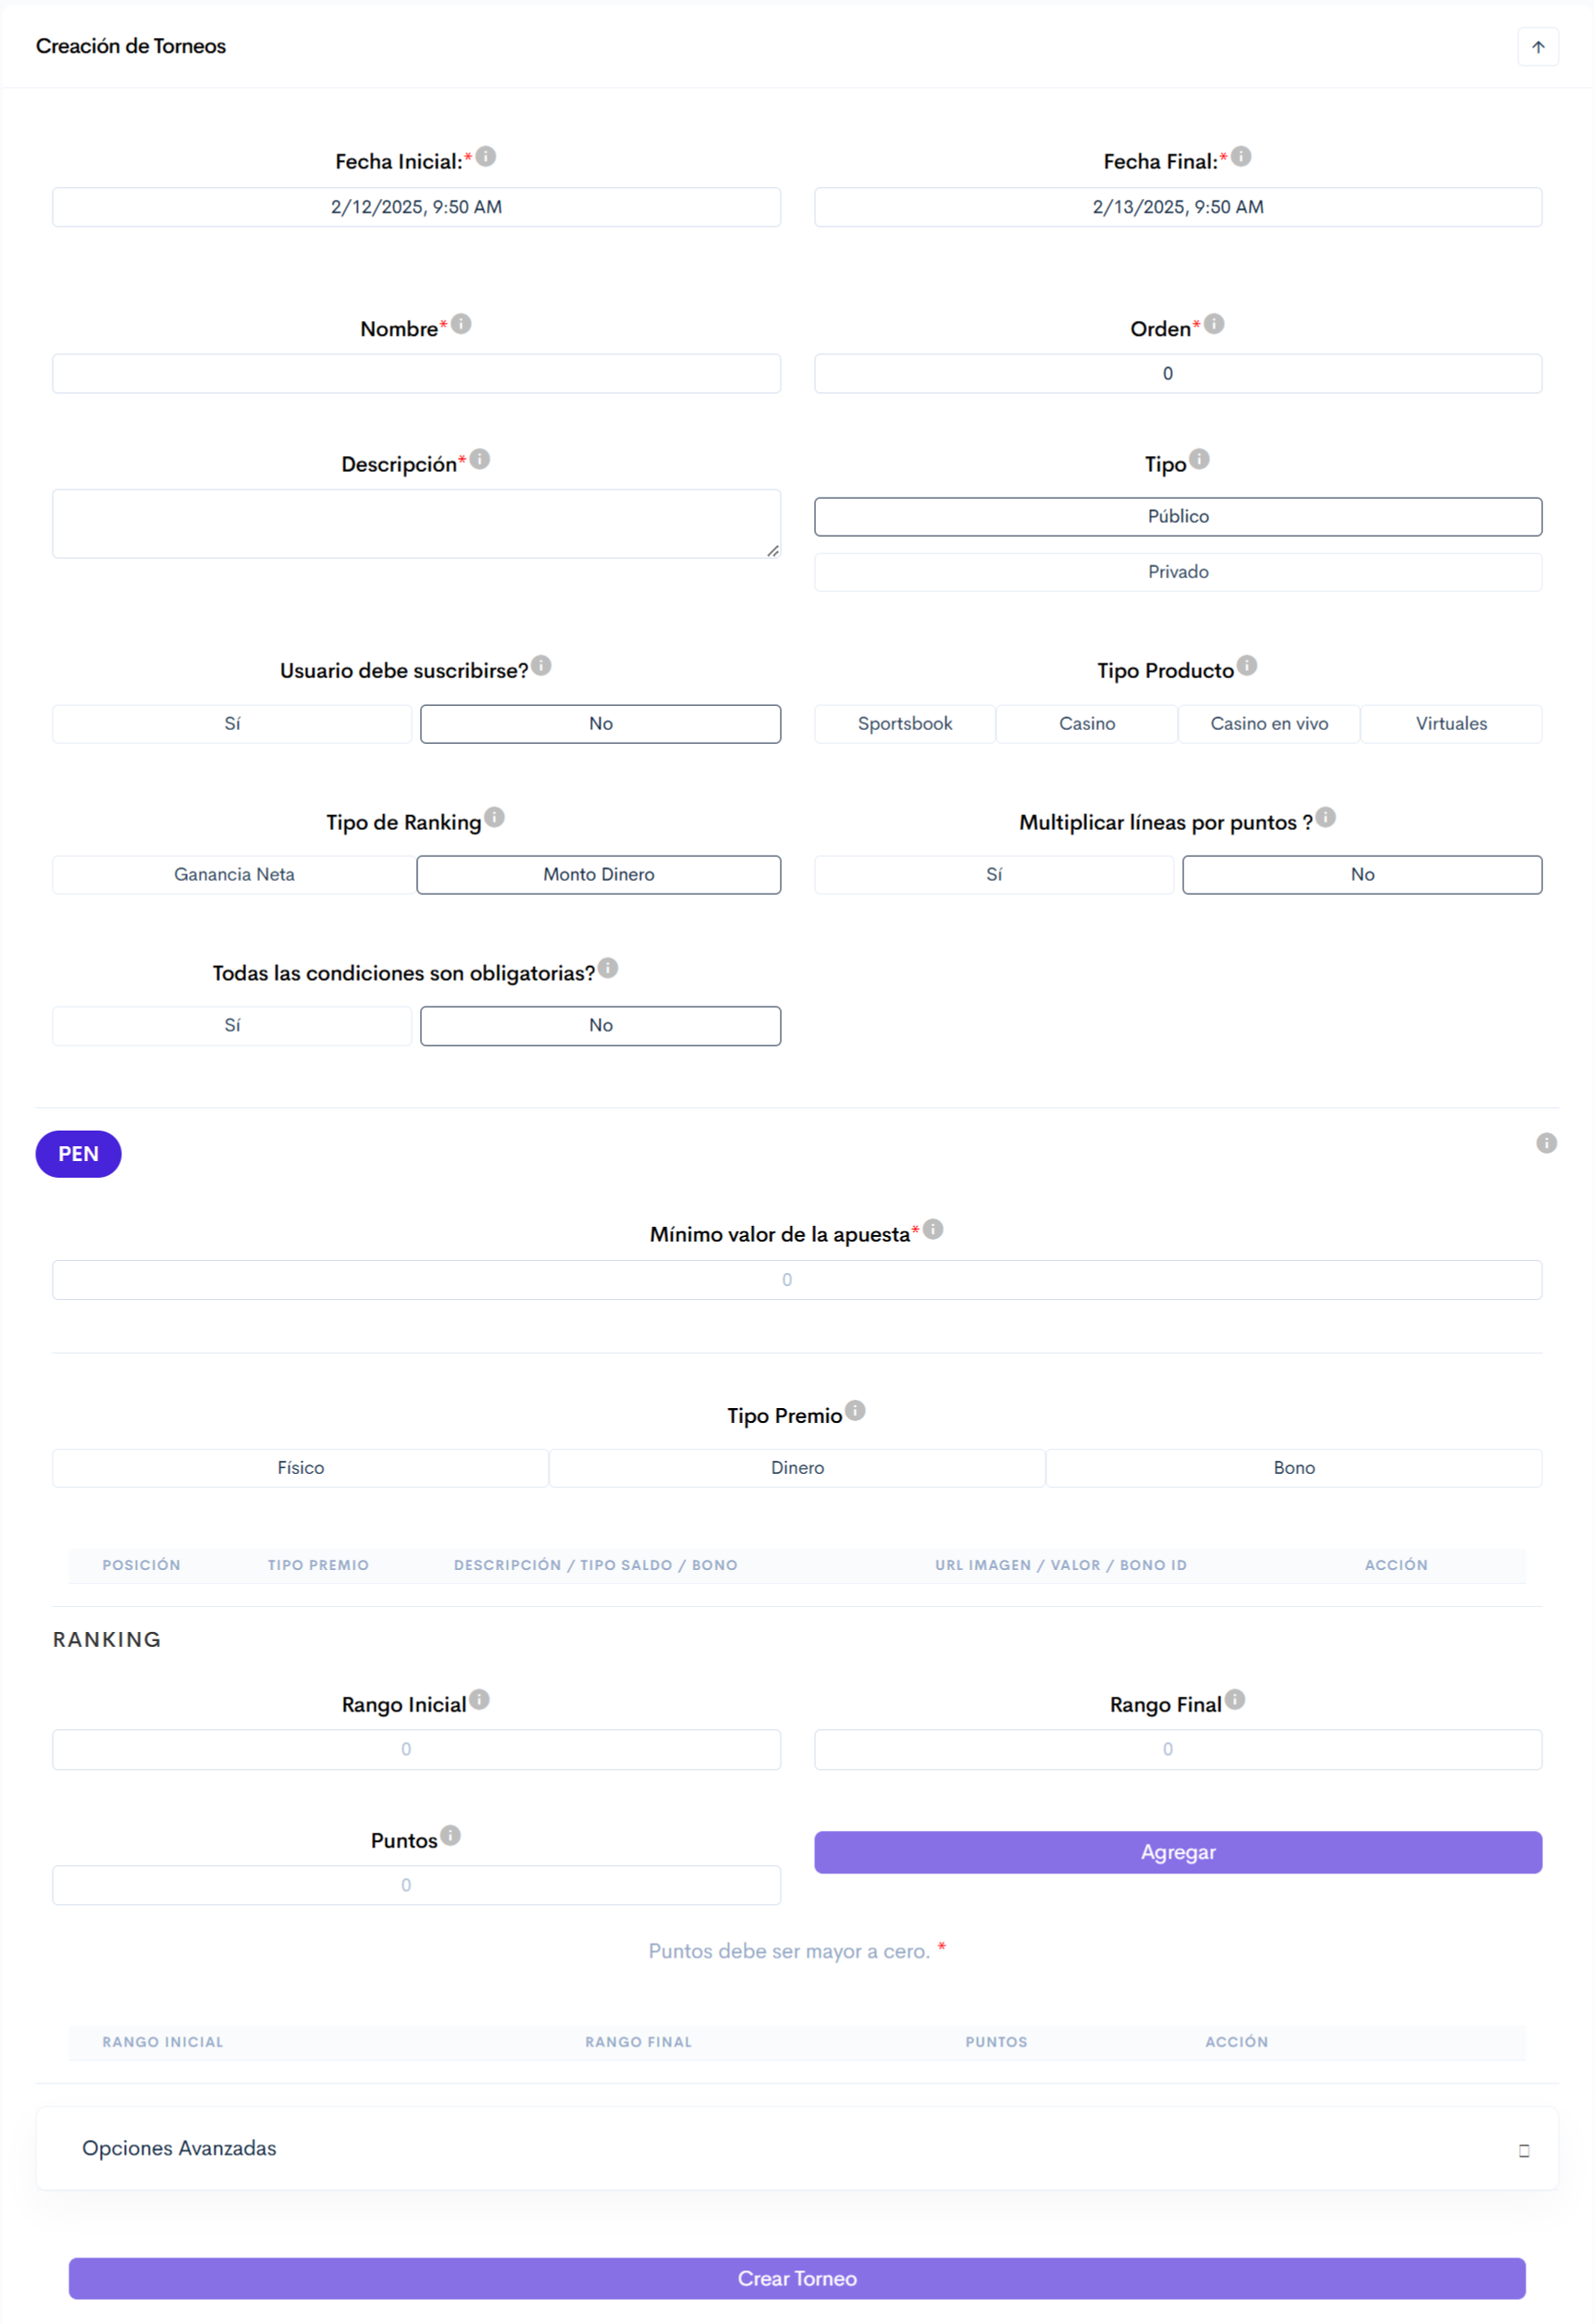 Creación de Torneos
Fecha Inicial:* Fecha Final:*
2/12/2025, 9:50 AM 2/13/2025, 9:50 AM
Nombre* Orden*
0
Descripción* Tipo
Público
Privado
Usuario debe suscribirse? Tipo Producto
Sí No Sportsbook Casino Casino en vivo Virtuales
Tipo de Ranking Multiplicar líneas por puntos ?
Ganancia Neta Monto Dinero Sí No
Todas las condiciones son obligatorias?
Sí No
PEN
Mínimo valor de la apuesta*
0
Tipo Premio
Físico Dinero Bono
POSICIÓN TIPO PREMIO DESCRIPCIÓN / TIPO SALDO / BONO URL IMAGEN / VALOR / BONO ID ACCIÓN
RANKING
Rango Inicial Rango Final
0 0
Puntos
Agregar
0
Puntos debe ser mayor a cero. *
RANGO INICIAL RANGO FINAL PUNTOS ACCIÓN
Opciones Avanzadas
Crear Torneo